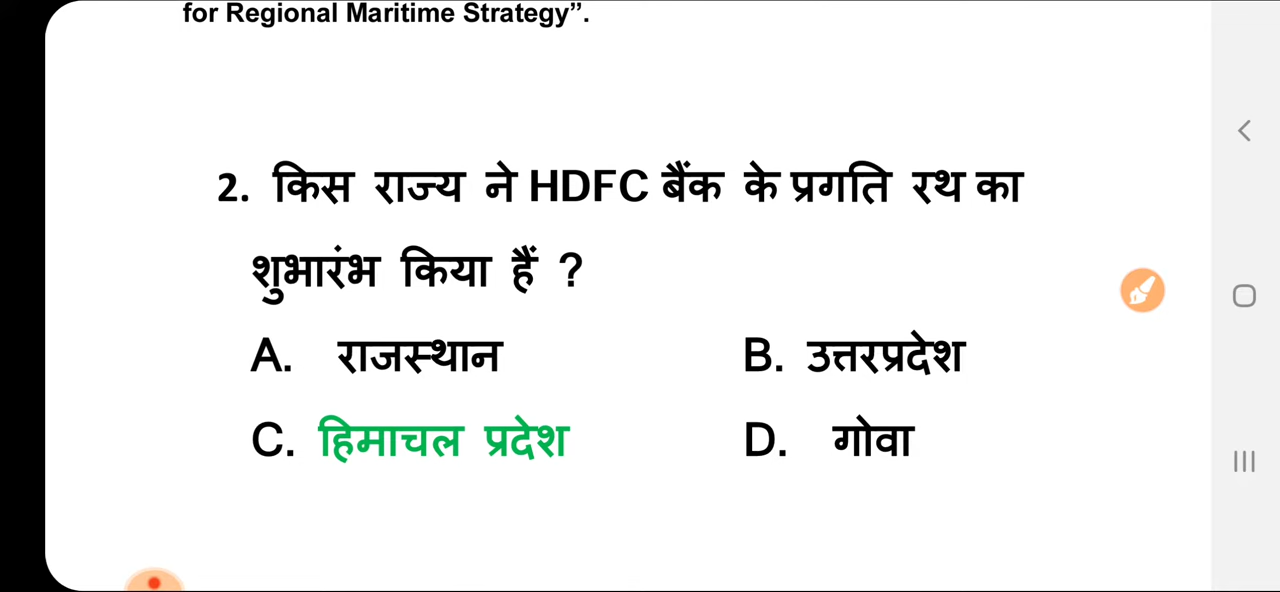 for Regional Maritime Strategy”.
2. किस राज्य ने HDFC बैंक के प्रगति रथ का
शुभारंभ किया हैं ?
A. राजस्थान B. उत्तरप्रदेश
C. हिमाचल प्रदेश D. गोवा